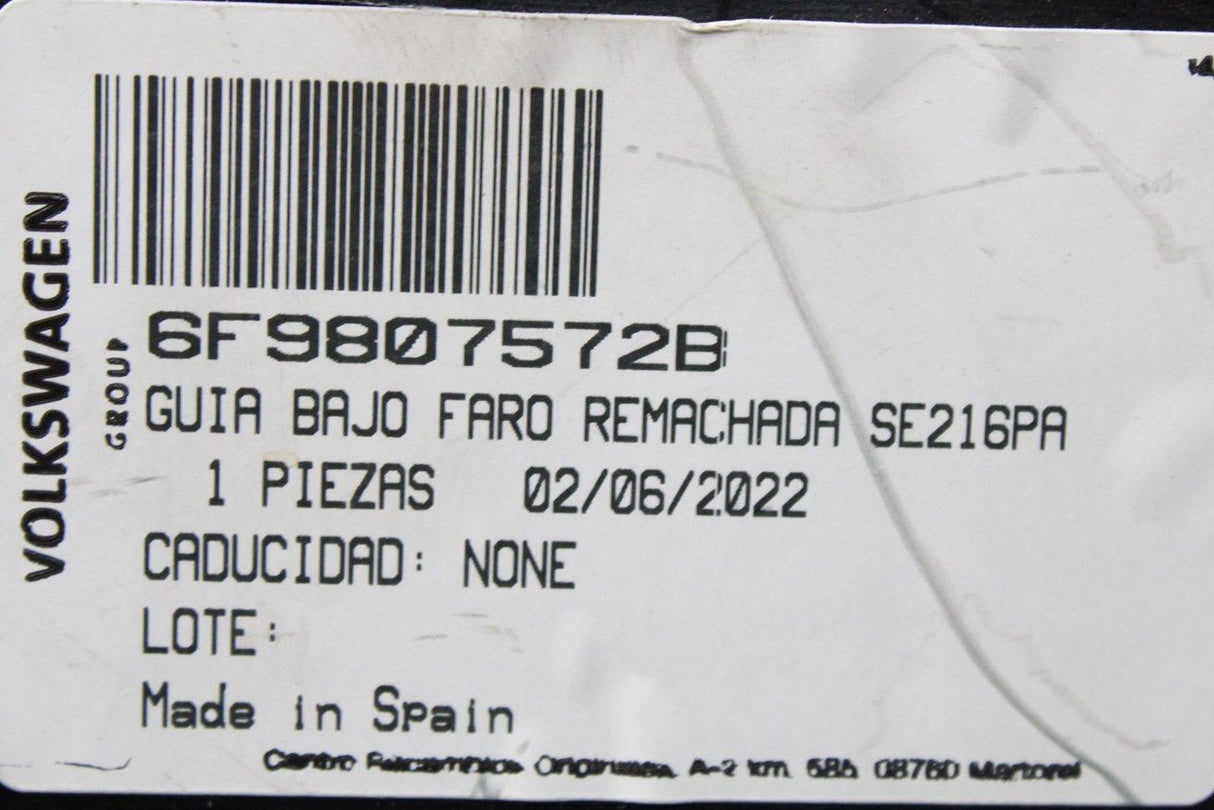 VOLKSWAGEN
GROUP
6F9807572B
GUIA BAJO FARO REMACHADA SE216PA
1 PIEZAS 02/06/2022
CADUCIDAD: NONE
LOTE:
Made in Spain
Centro Recambios Originales, A-2 km. 585 08760 Martorel